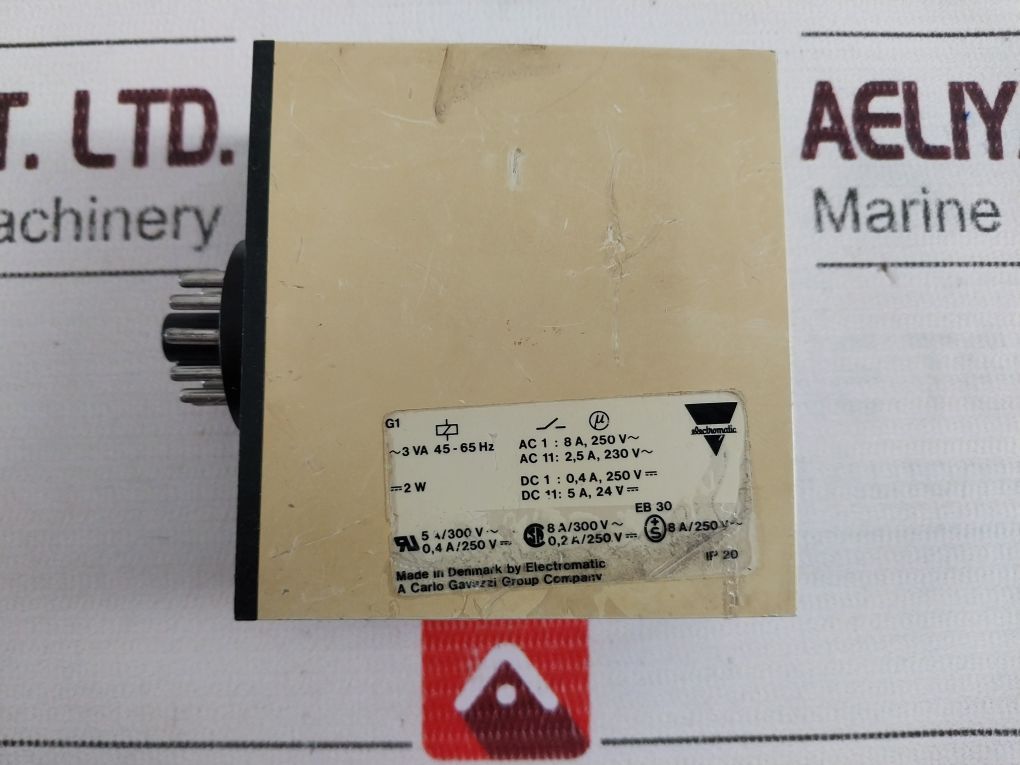 T. LTD.
achinery
AELIY
Marine
G1
~3 VA 45-65 Hz
⎓2 W
µ
AC 1 : 8 A, 250 V~
AC 11: 2,5 A, 230 V~
DC 1 : 0,4 A, 250 V⎓
DC 11: 5 A, 24 V⎓
electromatic
EB 30
5 A/300 V~
0,4 A/250 V⎓
8 A/300 V~
0,2 A/250 V⎓
+S 8 A/250 V~
IP 20
Made in Denmark by Electromatic
A Carlo Gavazzi Group Company